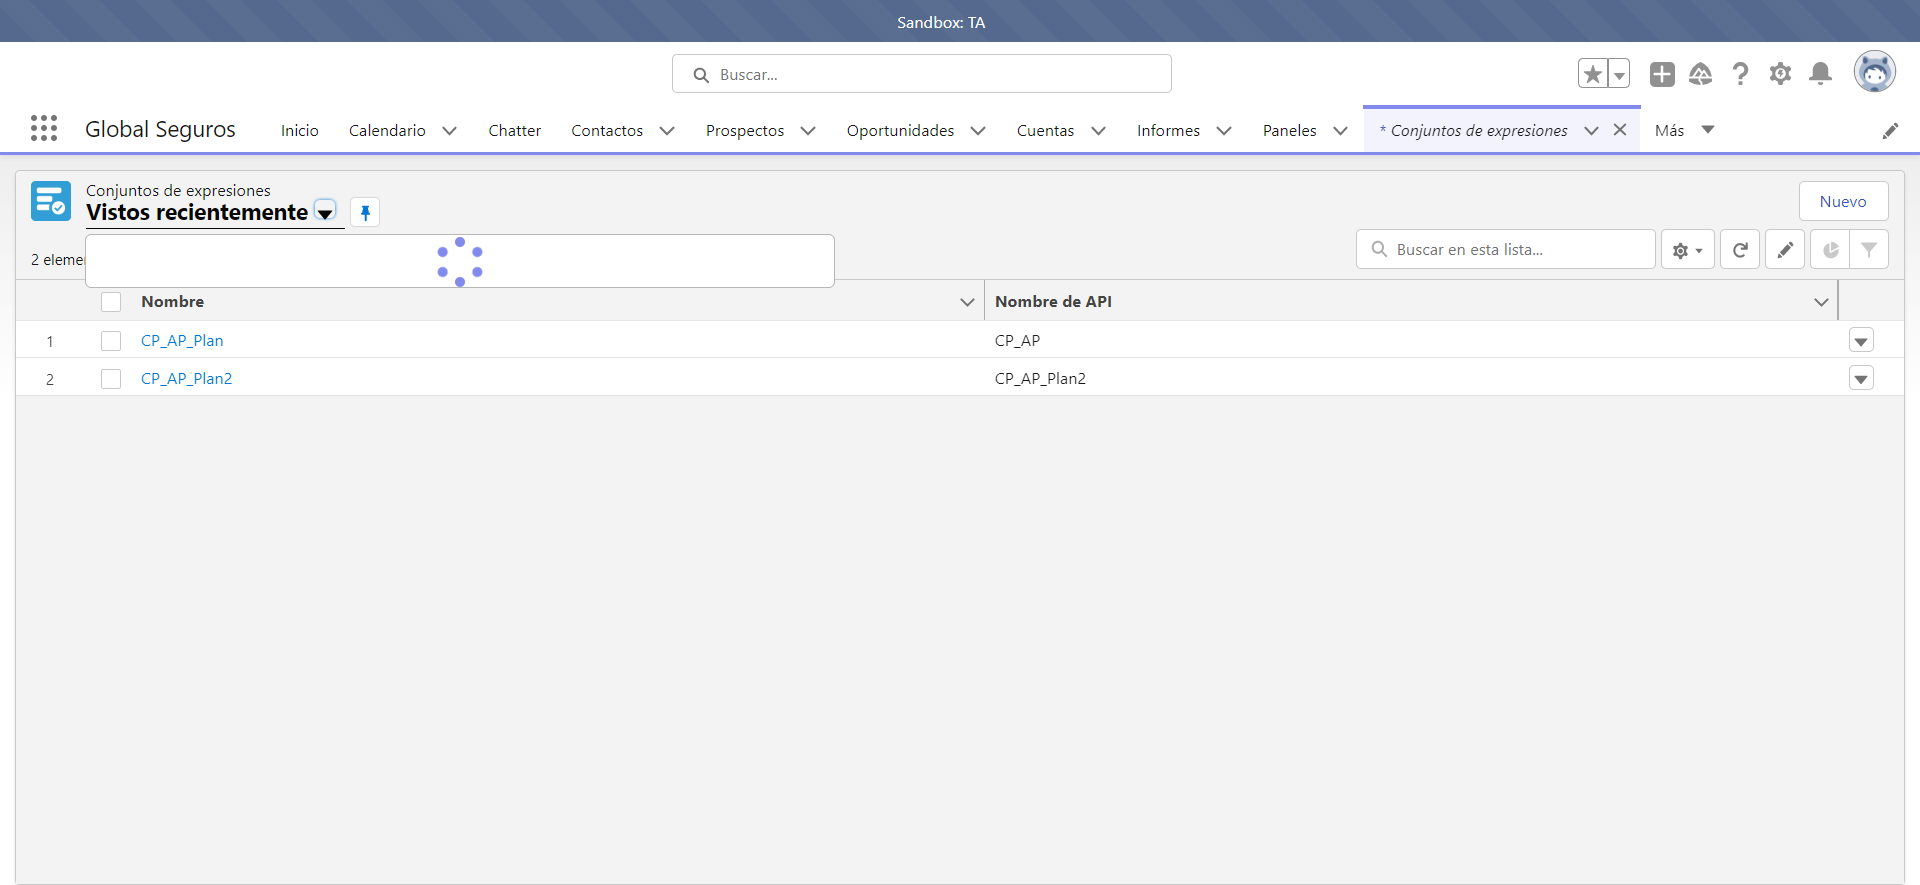 Sandbox: TA
Buscar...
Global Seguros
Inicio
Calendario
Chatter
Contactos
Prospectos
Oportunidades
Cuentas
Informes
Paneles
* Conjuntos de expresiones
Más
Conjuntos de expresiones
Vistos recientemente
Nuevo
2 eleme
Buscar en esta lista...
Nombre
Nombre de API
1 CP_AP_Plan CP_AP
2 CP_AP_Plan2 CP_AP_Plan2